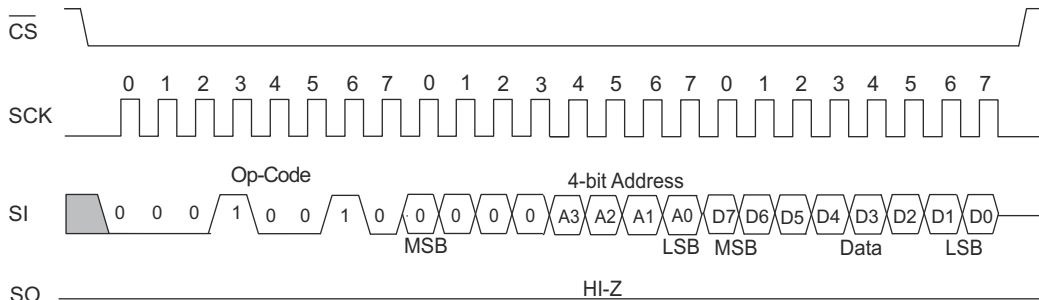 CS
0 1 2 3 4 5 6 7 0 1 2 3 4 5 6 7 0 1 2 3 4 5 6 7
SCK
Op-Code 4-bit Address
SI 0 0 0 1 0 0 1 0 0 0 0 0 A3 A2 A1 A0 D7 D6 D5 D4 D3 D2 D1 D0
MSB LSB MSB Data LSB
HI-Z
SO